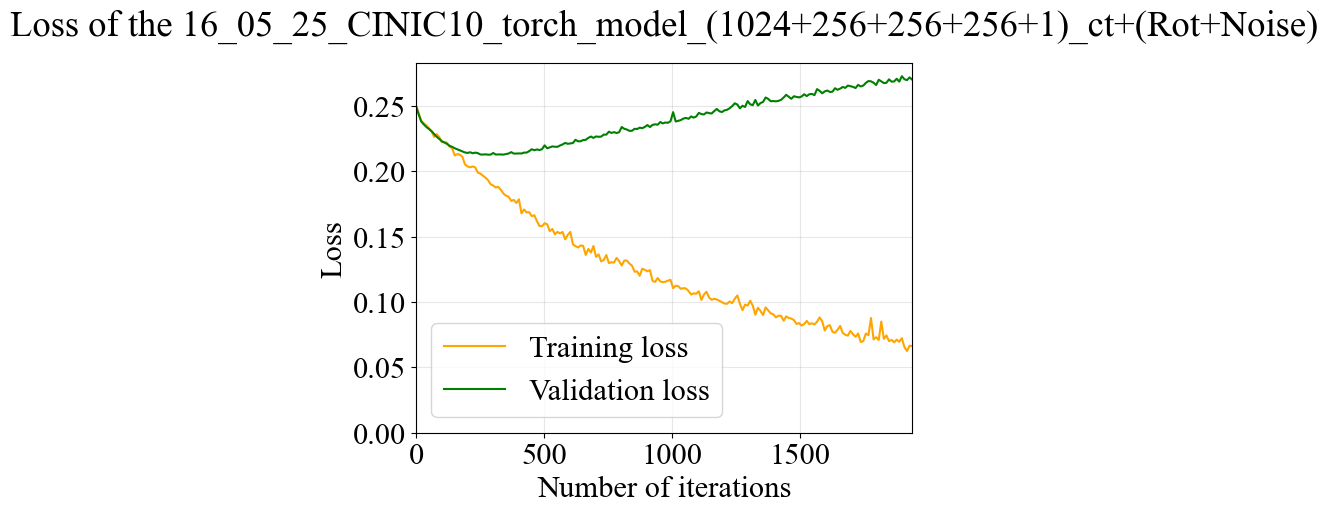 Loss of the 16_05_25_CINIC10_torch_model_(1024+256+256+256+1)_ct+(Rot+Noise)
0.25
0.20
0.15
0.10
0.05
0.00
Loss
Training loss
Validation loss
0 500 1000 1500
Number of iterations